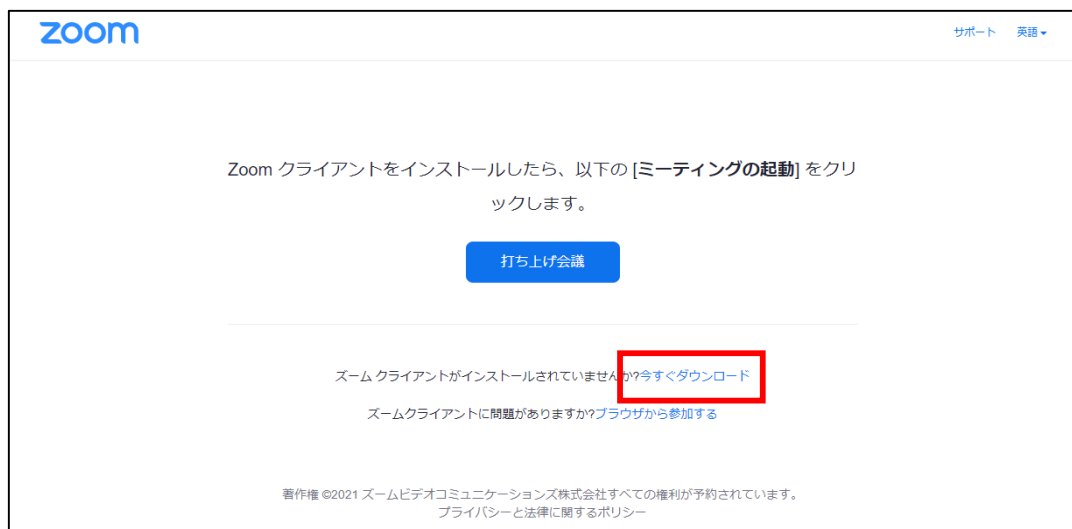 zoom
サポート 英語
Zoom クライアントをインストールしたら、以下の [ミーティングの起動] をクリ
ックします。
打ち上げ会議
ズーム クライアントがインストールされていませんか?今すぐダウンロード
ズームクライアントに問題がありますか?ブラウザから参加する
著作権 ©2021 ズームビデオコミュニケーションズ株式会社すべての権利が予約されています。
プライバシーと法律に関するポリシー